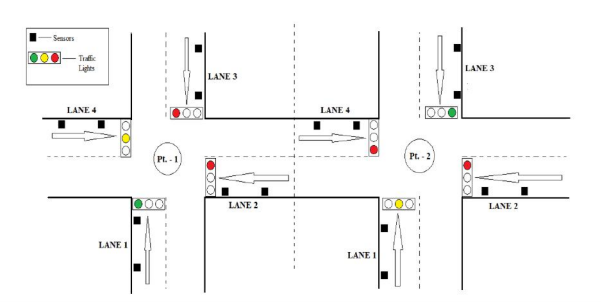 Sensors
Traffic
Lights
LANE 3
LANE 3
LANE 4
LANE 4
Pt. - 1
Pt. - 2
LANE 2
LANE 2
LANE 1
LANE 1